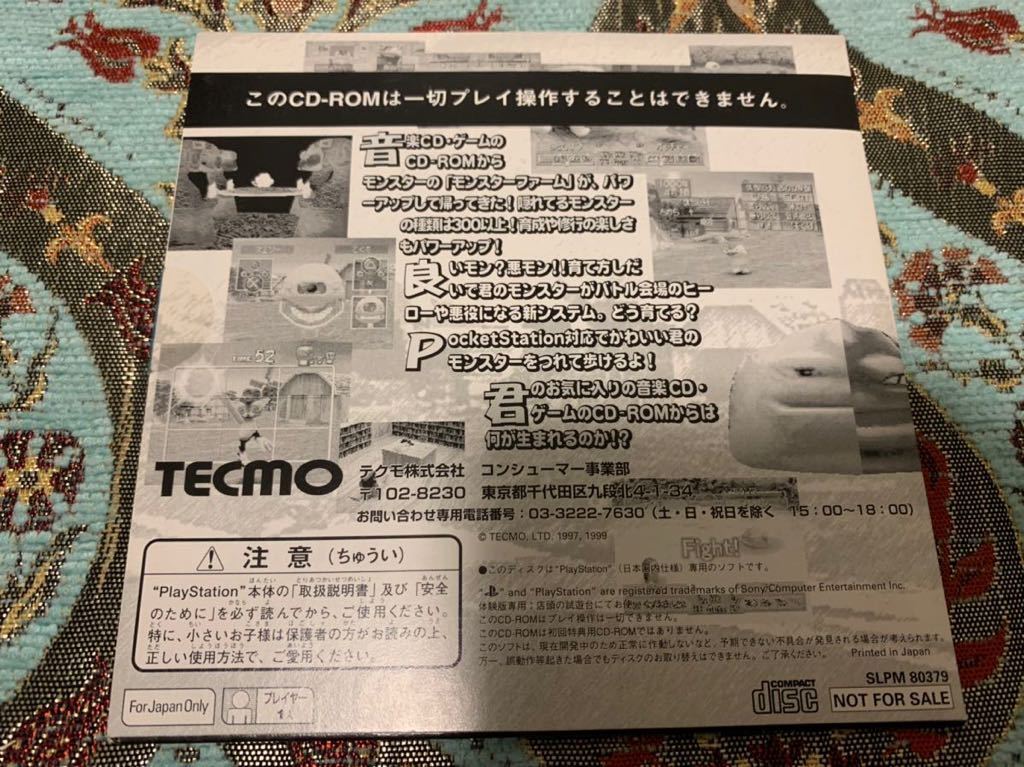 このCD-ROMは一切プレイ操作することはできません。
音楽CD・ゲームの
CD-ROMから
モンスターの「モンスターファーム」が、パワ
ーアップして帰ってきた！隠れてるモンスター
の種類は300以上！育成や修行の楽しさ
もパワーアップ！
良いモン？悪モン！！育て方しだ
いで君のモンスターがバトル会場のヒー
ローや悪役になる新システム。どう育てる？
PocketStation対応でかわいい君の
モンスターをつれて歩けるよ！
君のお気に入りの音楽CD・
ゲームのCD-ROMからは
何が生まれるのか!?
TIME 52
TECMO
テクモ株式会社 コンシューマー事業部
〒102-8230 東京都千代田区九段北4-1-34
お問い合わせ専用電話番号：03-3222-7630（土・日・祝日を除く 15：00〜18：00）
© TECMO, LTD. 1997, 1999
Fight!
注意（ちゅうい）
"PlayStation"本体の「取扱説明書」及び「安全
のために」を必ず読んでから、ご使用ください。
特に、小さいお子様は保護者の方がお読みの上、
正しい使用方法で、ご愛用ください。
●このディスクは"PlayStation"（日本国内仕様）専用のソフトです。
and "PlayStation" are registered trademarks of Sony Computer Entertainment Inc.
体験版専用：店頭の試遊台にてお使
このCD-ROMはプレイ操作は一切できません。
このCD-ROMは初回特典用CD-ROMではありません。
このソフトは、現在開発中のため正常に作動しないなど、予期できない不具合が発見される場合が考えられます。
万一、誤動作等起きた場合でもディスクのお取り替えはできません。ご了承ください。 Printed in Japan
SLPM 80379
For Japan Only
プレイヤー
1人
COMPACT disc
NOT FOR SALE